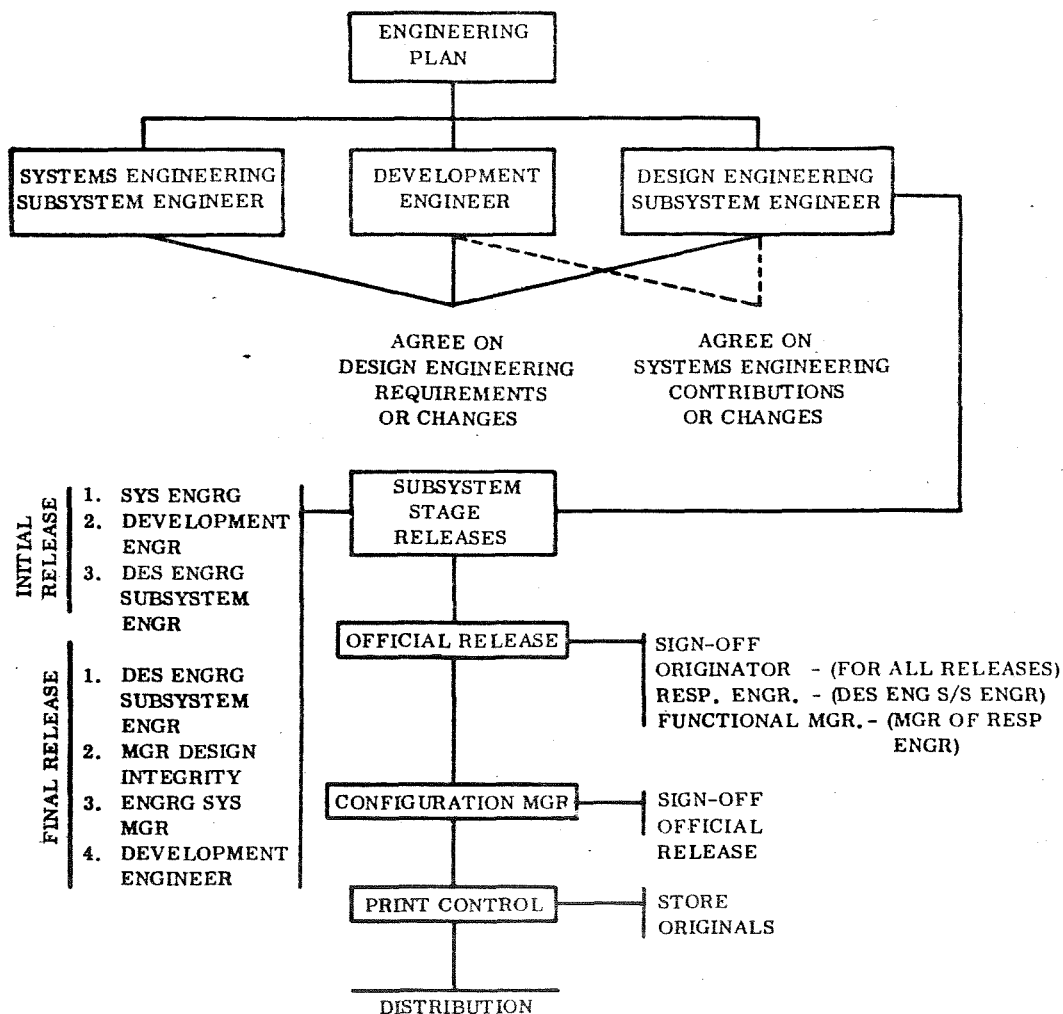 ENGINEERING
PLAN
SYSTEMS ENGINEERING
SUBSYSTEM ENGINEER
DEVELOPMENT
ENGINEER
DESIGN ENGINEERING
SUBSYSTEM ENGINEER
AGREE ON
DESIGN ENGINEERING
REQUIREMENTS
OR CHANGES
AGREE ON
SYSTEMS ENGINEERING
CONTRIBUTIONS
OR CHANGES
INITIAL
RELEASE
1. SYS ENGRG
2. DEVELOPMENT
ENGR
3. DES ENGRG
SUBSYSTEM
ENGR
SUBSYSTEM
STAGE
RELEASES
FINAL RELEASE
1. DES ENGRG
SUBSYSTEM
ENGR
2. MGR DESIGN
INTEGRITY
3. ENGRG SYS
MGR
4. DEVELOPMENT
ENGINEER
OFFICIAL RELEASE
SIGN-OFF
ORIGINATOR - (FOR ALL RELEASES)
RESP. ENGR. - (DES ENG S/S ENGR)
FUNCTIONAL MGR. - (MGR OF RESP
ENGR)
CONFIGURATION MGR
SIGN-OFF
OFFICIAL
RELEASE
PRINT CONTROL
STORE
ORIGINALS
DISTRIBUTION